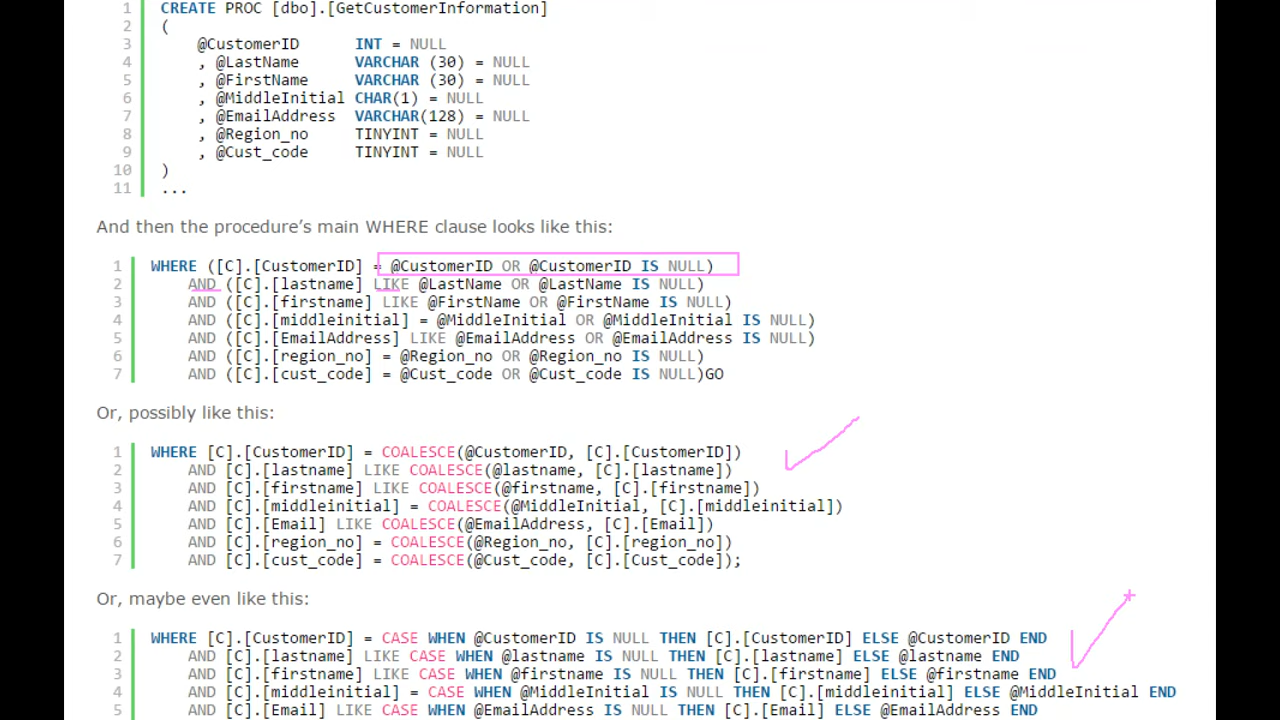 1 CREATE PROC [dbo].[GetCustomerInformation]
2 (
3 @CustomerID INT = NULL
4 , @LastName VARCHAR (30) = NULL
5 , @FirstName VARCHAR (30) = NULL
6 , @MiddleInitial CHAR(1) = NULL
7 , @EmailAddress VARCHAR(128) = NULL
8 , @Region_no TINYINT = NULL
9 , @Cust_code TINYINT = NULL
10 )
11 ...
And then the procedure’s main WHERE clause looks like this:
1 WHERE ([C].[CustomerID] = @CustomerID OR @CustomerID IS NULL)
2 AND ([C].[lastname] LIKE @LastName OR @LastName IS NULL)
3 AND ([C].[firstname] LIKE @FirstName OR @FirstName IS NULL)
4 AND ([C].[middleinitial] = @MiddleInitial OR @MiddleInitial IS NULL)
5 AND ([C].[EmailAddress] LIKE @EmailAddress OR @EmailAddress IS NULL)
6 AND ([C].[region_no] = @Region_no OR @Region_no IS NULL)
7 AND ([C].[cust_code] = @Cust_code OR @Cust_code IS NULL)GO
Or, possibly like this:
1 WHERE [C].[CustomerID] = COALESCE(@CustomerID, [C].[CustomerID])
2 AND [C].[lastname] LIKE COALESCE(@lastname, [C].[lastname])
3 AND [C].[firstname] LIKE COALESCE(@firstname, [C].[firstname])
4 AND [C].[middleinitial] = COALESCE(@MiddleInitial, [C].[middleinitial])
5 AND [C].[Email] LIKE COALESCE(@EmailAddress, [C].[Email])
6 AND [C].[region_no] = COALESCE(@Region_no, [C].[region_no])
7 AND [C].[cust_code] = COALESCE(@Cust_code, [C].[Cust_code]);
Or, maybe even like this:
1 WHERE [C].[CustomerID] = CASE WHEN @CustomerID IS NULL THEN [C].[CustomerID] ELSE @CustomerID END
2 AND [C].[lastname] LIKE CASE WHEN @lastname IS NULL THEN [C].[lastname] ELSE @lastname END
3 AND [C].[firstname] LIKE CASE WHEN @firstname IS NULL THEN [C].[firstname] ELSE @firstname END
4 AND [C].[middleinitial] = CASE WHEN @MiddleInitial IS NULL THEN [C].[middleinitial] ELSE @MiddleInitial END
5 AND [C].[Email] LIKE CASE WHEN @EmailAddress IS NULL THEN [C].[Email] ELSE @EmailAddress END